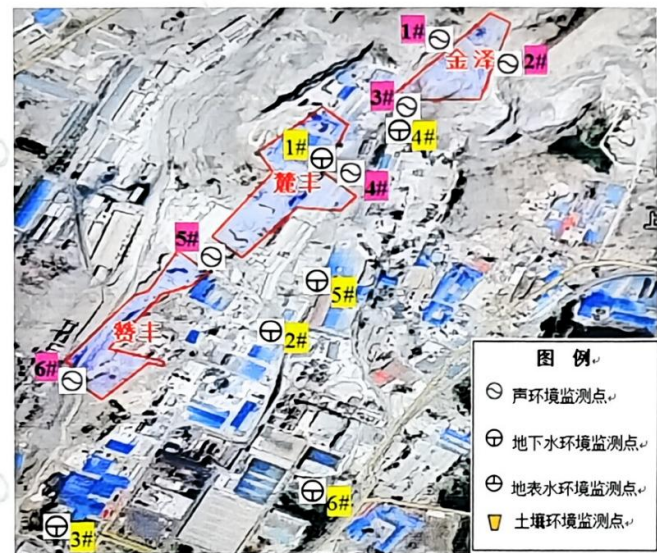 1#
金泽
2#
3#
4#
1#
麓丰
4#
5#
5#
2#
赞丰
6#
图 例
声环境监测点
地下水环境监测点
地表水环境监测点
土壤环境监测点
6#
3#
上